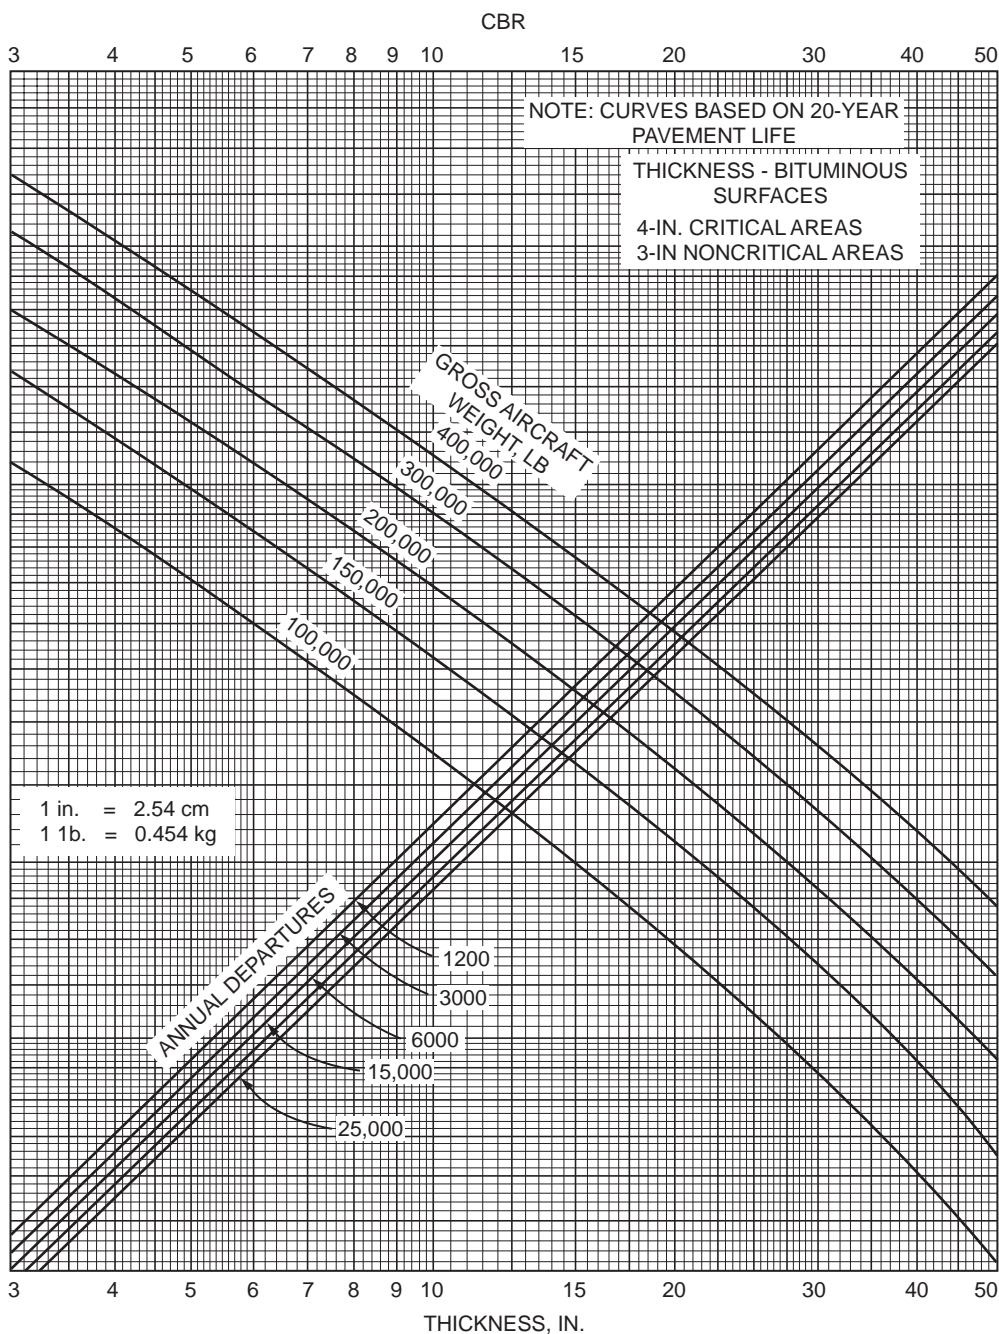 CBR
3 4 5 6 7 8 9 10 15 20 30 40 50
NOTE: CURVES BASED ON 20-YEAR
PAVEMENT LIFE
THICKNESS - BITUMINOUS
SURFACES
4-IN. CRITICAL AREAS
3-IN NONCRITICAL AREAS
GROSS AIRCRAFT
WEIGHT, LB
400,000
300,000
200,000
150,000
100,000
1 in. = 2.54 cm
1 1b. = 0.454 kg
ANNUAL DEPARTURES
1200
3000
6000
15,000
25,000
3 4 5 6 7 8 9 10 15 20 30 40 50
THICKNESS, IN.